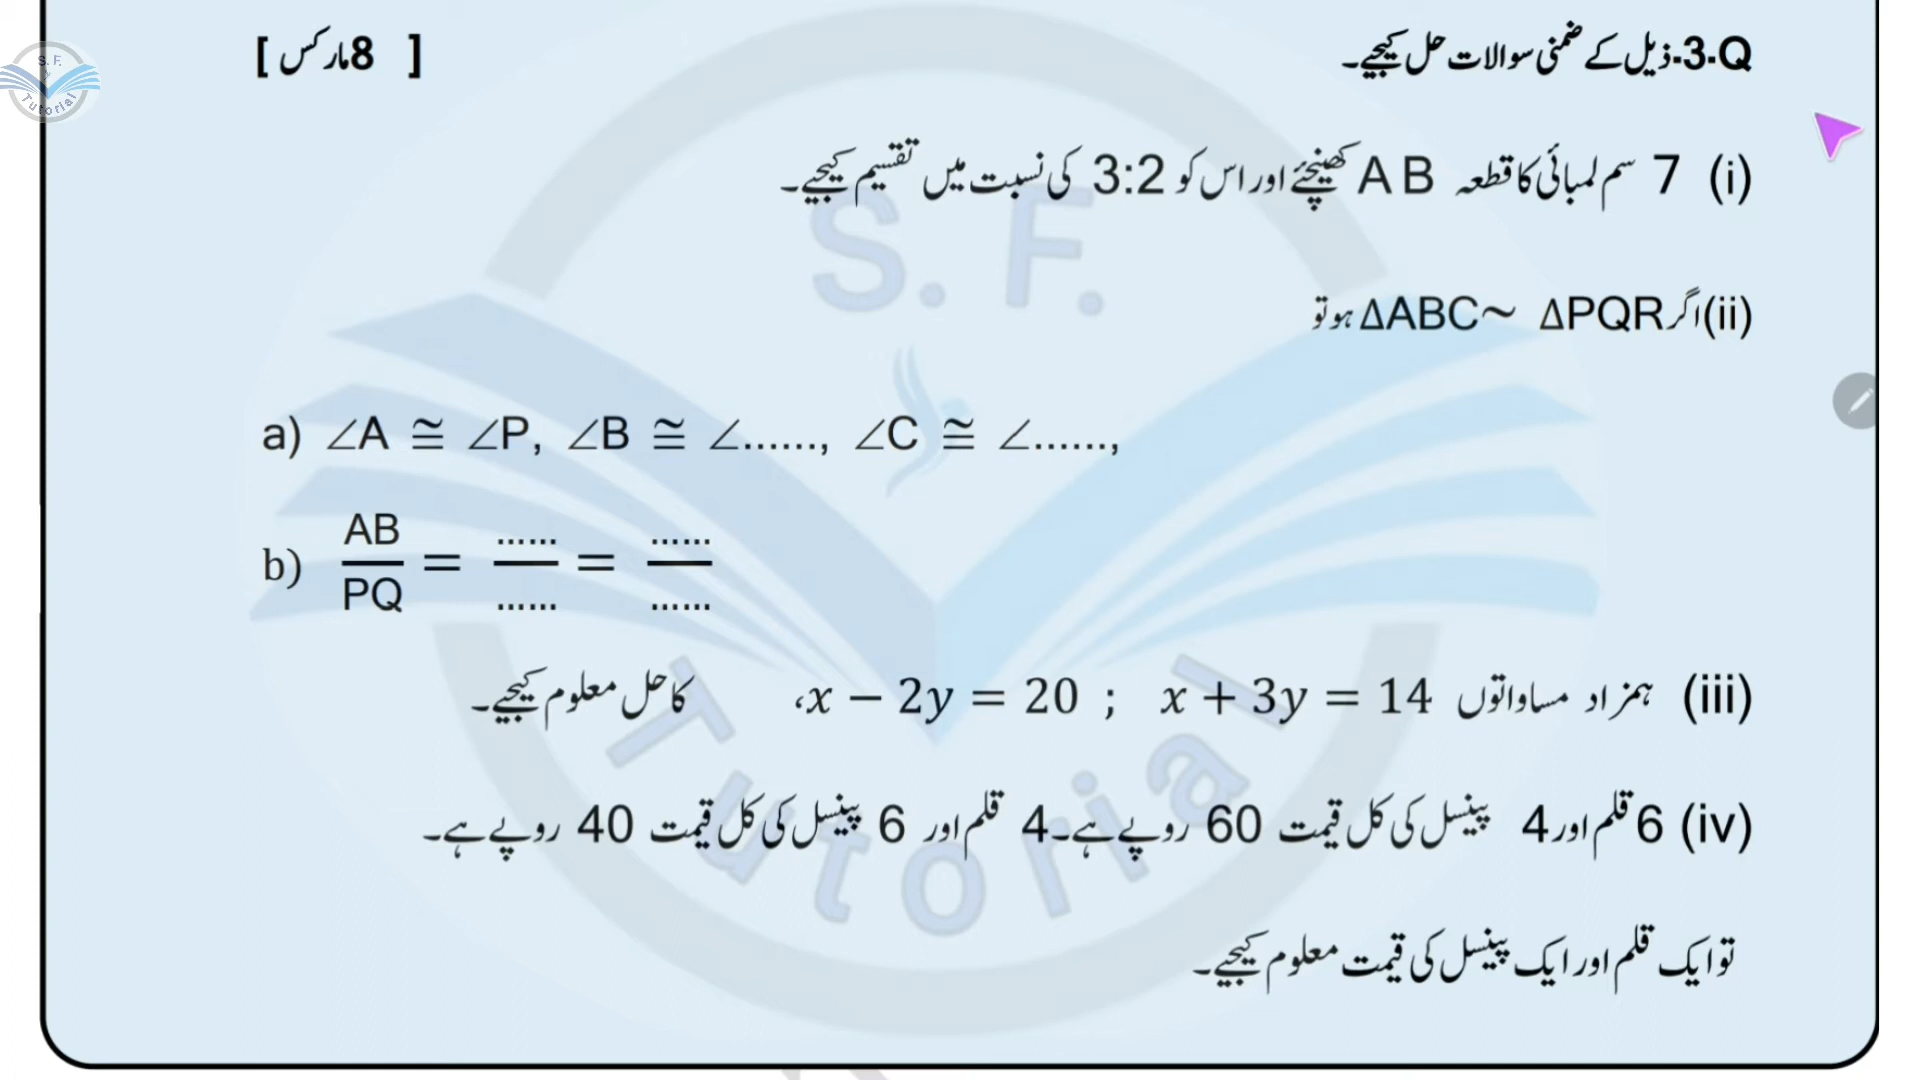 Q-3-ذیل کے ضمنی سوالات حل کیجیے۔ [ 8مارکس ]
(i) 7 سم لمبائی کا قطعہ A B کھینچئے اور اس کو 3:2 کی نسبت میں تقسیم کیجیے۔
(ii)اگر ΔABC~ ΔPQR ہو تو
a) ∠A ≅ ∠P, ∠B ≅ ∠......, ∠C ≅ ∠......,
b) AB/PQ = ....../...... = ....../......
(iii) ہمزاد مساواتوں x − 2y = 20 ; x + 3y = 14، کا حل معلوم کیجیے۔
(iv) 6 قلم اور 4 پینسل کی کل قیمت 60 روپے ہے۔ 4 قلم اور 6 پینسل کی کل قیمت 40 روپے ہے۔
تو ایک قلم اور ایک پینسل کی قیمت معلوم کیجیے۔
S. F.
Tutorial
S. F.
Tutorial